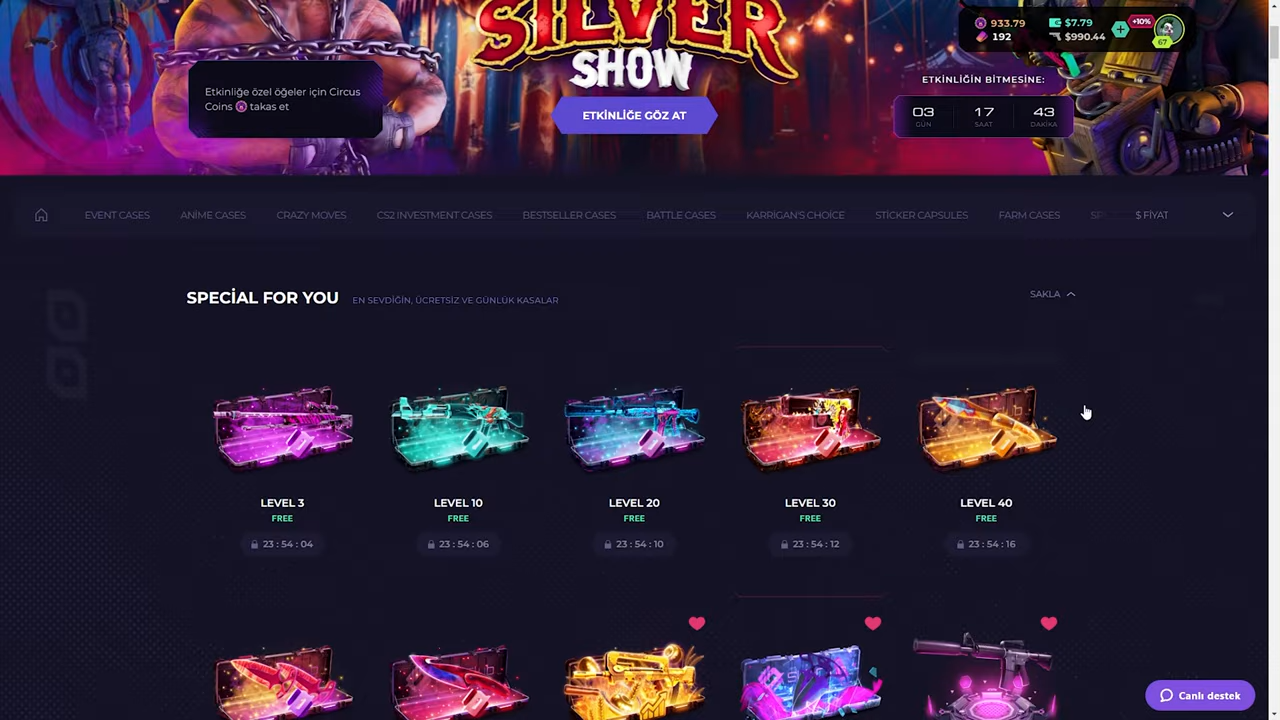 SILVER
SHOW
ETKİNLİĞE GÖZ AT
Etkinliğe özel öğeler için Circus
Coins takas et
933.79
$7.79
192
$990.44
+10%
67
ETKİNLİĞİN BİTMESİNE:
03 17 43
GÜN SAAT DAKİKA
EVENT CASES ANIME CASES CRAZY MOVES CS2 INVESTMENT CASES BESTSELLER CASES BATTLE CASES KARRIGAN'S CHOICE STICKER CAPSULES FARM CASES SP $ FİYAT
SPECİAL FOR YOU EN SEVDİĞİN, ÜCRETSİZ VE GÜNLÜK KASALAR SAKLA
LEVEL 3 LEVEL 10 LEVEL 20 LEVEL 30 LEVEL 40
FREE FREE FREE FREE FREE
23 : 54 : 04 23 : 54 : 06 23 : 54 : 10 23 : 54 : 12 23 : 54 : 16
Canlı destek